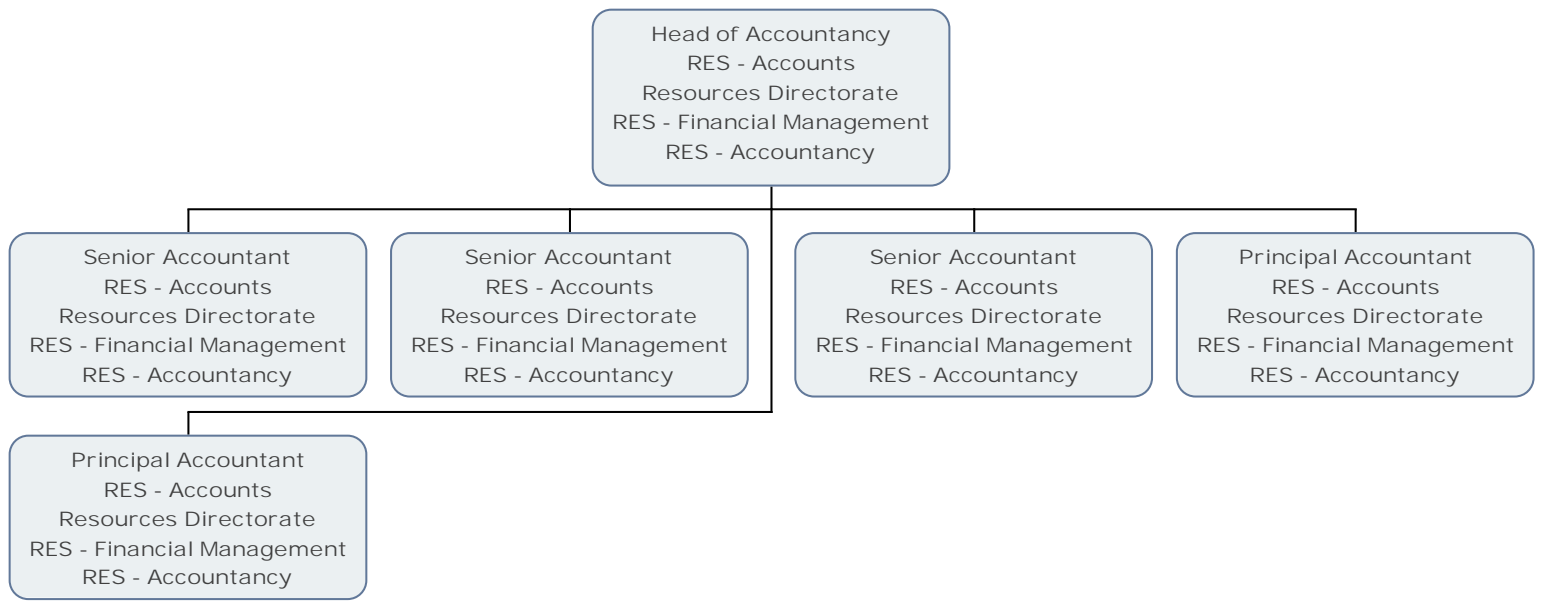 Head of Accountancy
RES - Accounts
Resources Directorate
RES - Financial Management
RES - Accountancy
Senior Accountant
RES - Accounts
Resources Directorate
RES - Financial Management
RES - Accountancy
Senior Accountant
RES - Accounts
Resources Directorate
RES - Financial Management
RES - Accountancy
Senior Accountant
RES - Accounts
Resources Directorate
RES - Financial Management
RES - Accountancy
Principal Accountant
RES - Accounts
Resources Directorate
RES - Financial Management
RES - Accountancy
Principal Accountant
RES - Accounts
Resources Directorate
RES - Financial Management
RES - Accountancy